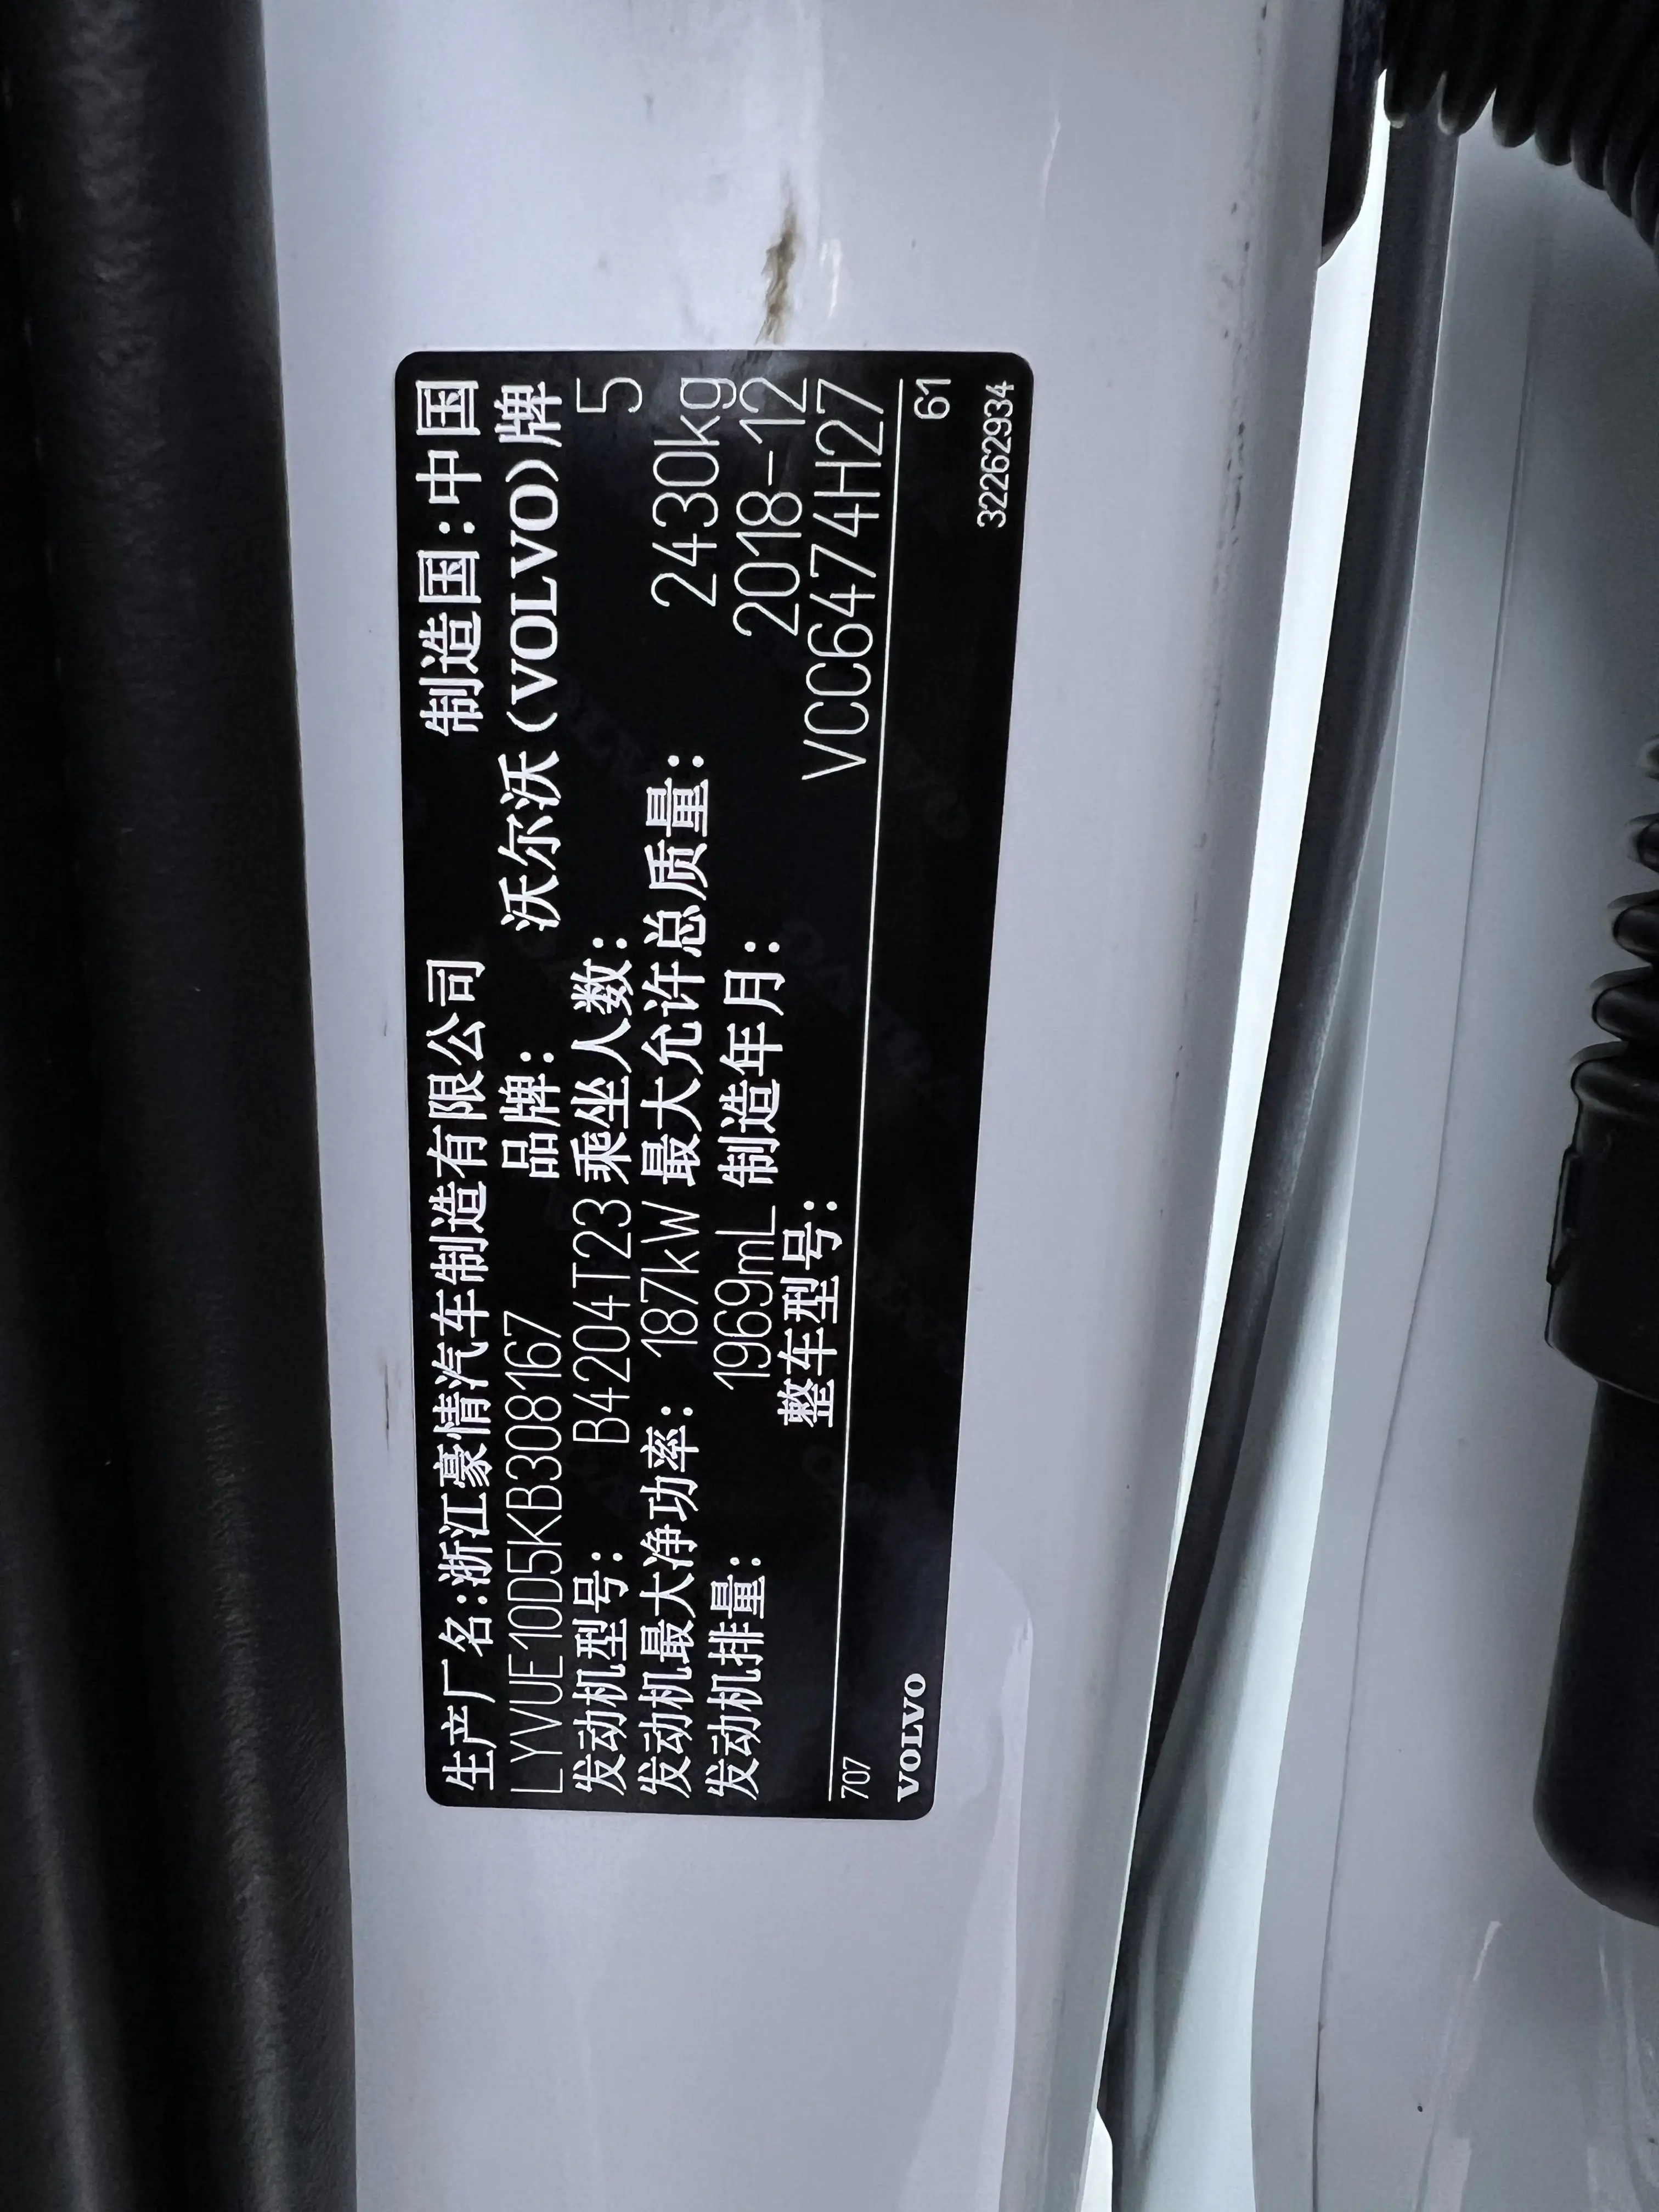 生产厂名:浙江豪情汽车制造有限公司 制造国:中国
LYVUE10D5KB308167 品牌: 沃尔沃(VOLVO)牌
发动机型号: B4204T23 乘坐人数: 5
发动机最大净功率: 187kW 最大允许总质量: 2430kg
发动机排量: 1969mL 制造年月: 2018-12
整车型号: VCC6474H27
707 61
VOLVO 32262934